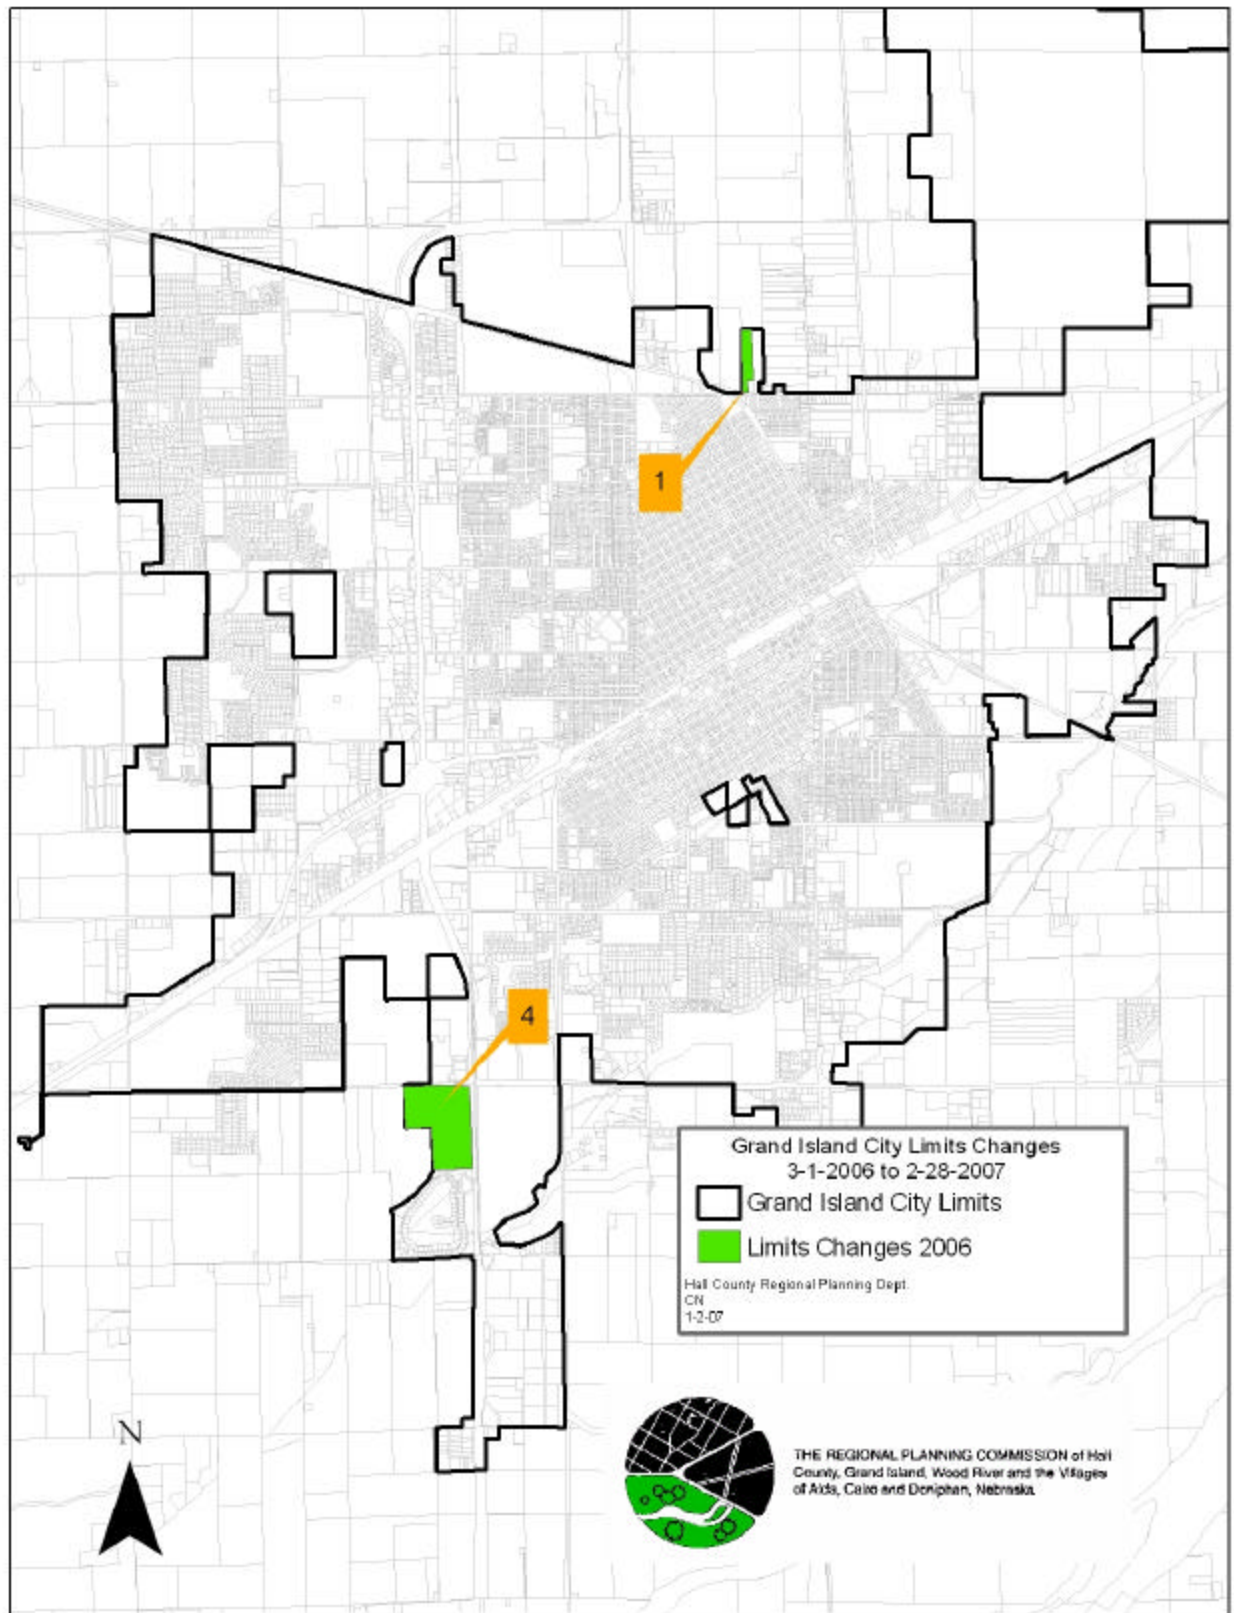 1
4
Grand Island City Limits Changes
3-1-2006 to 2-28-2007
Grand Island City Limits
Limits Changes 2006
Hall County Regional Planning Dept.
CN
1-2-07
N
THE REGIONAL PLANNING COMMISSION of Hall
County, Grand Island, Wood River and the Villages
of Alda, Cairo and Doniphan, Nebraska.